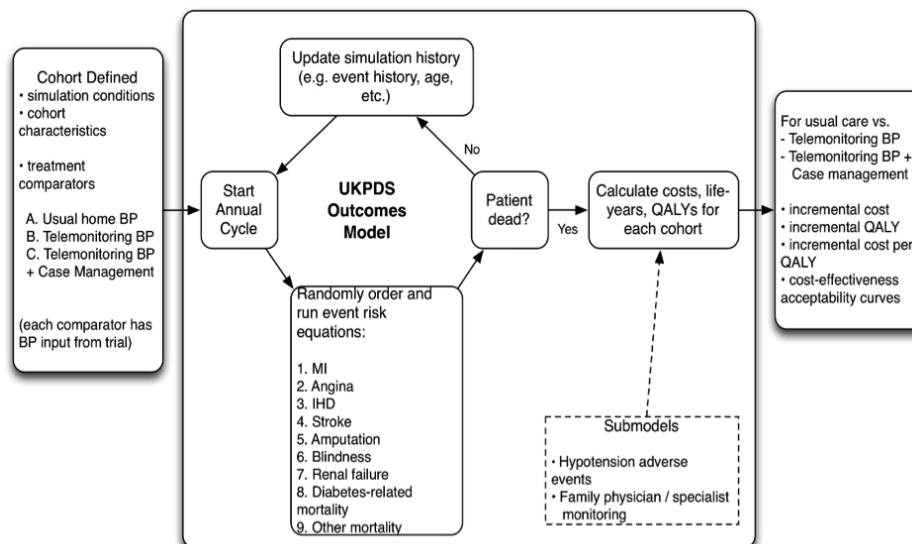 Cohort Defined
• simulation conditions
• cohort
characteristics
• treatment
comparators
A. Usual home BP
B. Telemonitoring BP
C. Telemonitoring BP
+ Case Management
(each comparator has
BP input from trial)
Update simulation history
(e.g. event history, age,
etc.)
Start
Annual
Cycle
UKPDS
Outcomes
Model
No
Patient
dead?
Yes
Randomly order and
run event risk
equations:
1. MI
2. Angina
3. IHD
4. Stroke
5. Amputation
6. Blindness
7. Renal failure
8. Diabetes-related
mortality
9. Other mortality
Calculate costs, life-
years, QALYs for
each cohort
Submodels
• Hypotension adverse
events
• Family physician / specialist
monitoring
For usual care vs.
- Telemonitoring BP
- Telemonitoring BP +
Case management
• incremental cost
• incremental QALY
• incremental cost per
QALY
• cost-effectiveness
acceptability curves